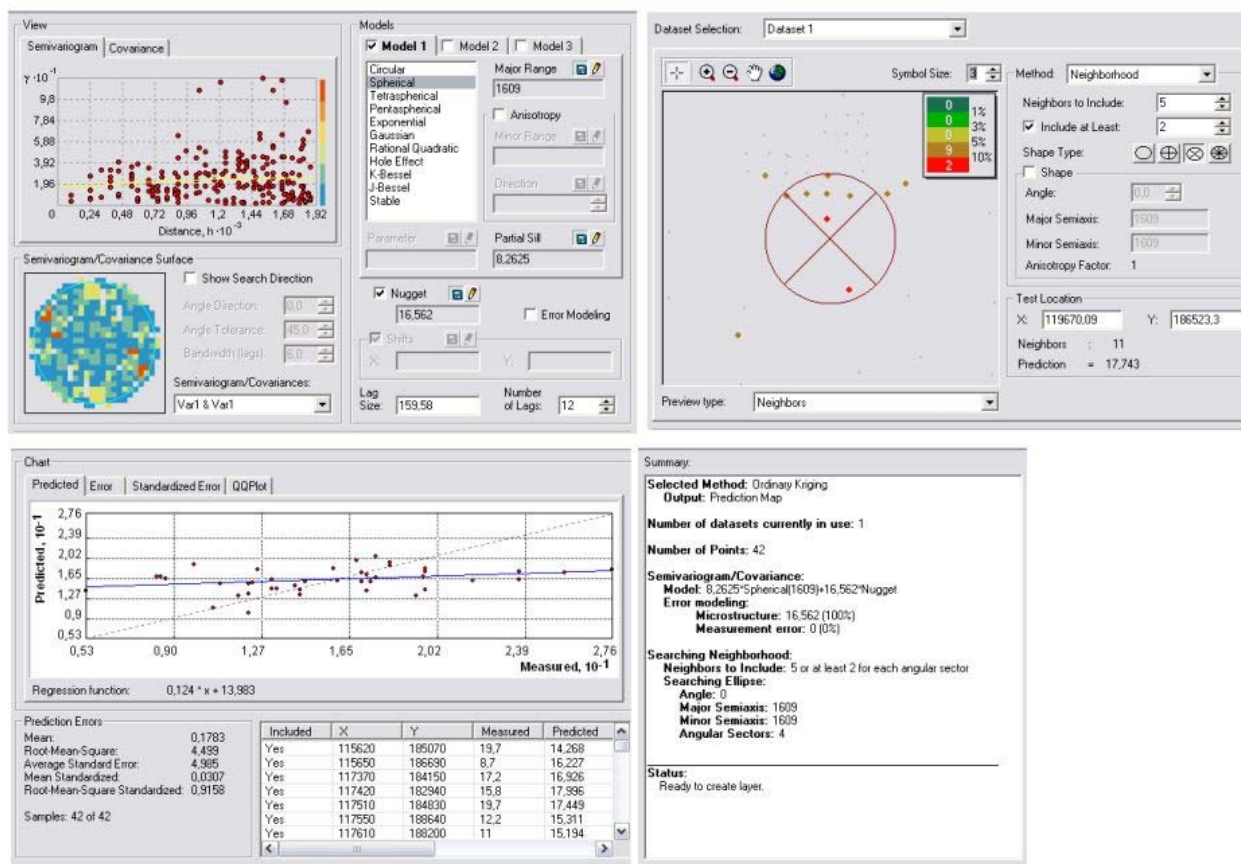 View
Semivariogram Covariance
γ·10⁻¹
9,8
7,84
5,88
3,92
1,96
0 0,24 0,48 0,72 0,96 1,2 1,44 1,68 1,92
Distance, h·10⁻³
Semivariogram/Covariance Surface
Show Search Direction
Angle Direction: 0,0
Angle Tolerance: 45,0
Bandwidth (lags): 6,0
Semivariogram/Covariances:
Var1 & Var1
Models
Model 1 Model 2 Model 3
Circular
Spherical
Tetraspherical
Pentaspherical
Exponential
Gaussian
Rational Quadratic
Hole Effect
K-Bessel
J-Bessel
Stable
Major Range
1609
Anisotropy
Minor Range
Direction
Parameter
Partial Sill
8,2625
Nugget
16,562
Error Modeling
Shifts
X: Y:
Lag Size: 159,58
Number of Lags: 12
Dataset Selection: Dataset 1
Symbol Size: 3
0
0
0
9
2
1%
3%
5%
10%
Preview type: Neighbors
Method: Neighborhood
Neighbors to Include: 5
Include at Least: 2
Shape Type:
Shape
Angle: 0,0
Major Semiaxis: 1609
Minor Semiaxis: 1609
Anisotropy Factor: 1
Test Location
X: 119670,09 Y: 186523,3
Neighbors : 11
Prediction = 17,743
Chart
Predicted Error Standardized Error QQPlot
Predicted, 10⁻¹
2,76
2,39
2,02
1,65
1,27
0,9
0,53
0,53 0,90 1,27 1,65 2,02 2,39 2,76
Measured, 10⁻¹
Regression function: 0,124 * x + 13,983
Prediction Errors
Mean: 0,1783
Root-Mean-Square: 4,499
Average Standard Error: 4,985
Mean Standardized: 0,0307
Root-Mean-Square Standardized: 0,9158
Samples: 42 of 42
Included X Y Measured Predicted
Yes 115620 185070 19,7 14,268
Yes 115650 186690 8,7 16,227
Yes 117370 184150 17,2 16,926
Yes 117420 182940 15,8 17,996
Yes 117510 184830 19,7 17,449
Yes 117550 188640 12,2 15,311
Yes 117610 188200 11 15,194
Summary:
Selected Method: Ordinary Kriging
Output: Prediction Map
Number of datasets currently in use: 1
Number of Points: 42
Semivariogram/Covariance:
Model: 8,2625*Spherical(1609)+16,562*Nugget
Error modeling:
Microstructure: 16,562 (100%)
Measurement error: 0 (0%)
Searching Neighborhood:
Neighbors to Include: 5 or at least 2 for each angular sector
Searching Ellipse:
Angle: 0
Major Semiaxis: 1609
Minor Semiaxis: 1609
Angular Sectors: 4
Status:
Ready to create layer.